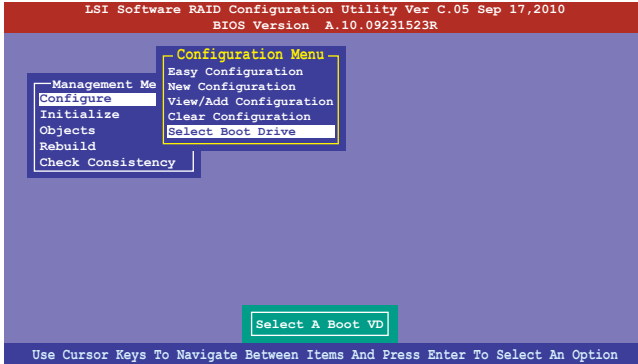 LSI Software RAID Configuration Utility Ver C.05 Sep 17,2010
BIOS Version A.10.09231523R
Configuration Menu
Easy Configuration
New Configuration
View/Add Configuration
Clear Configuration
Select Boot Drive
Management Me
Configure
Initialize
Objects
Rebuild
Check Consistency
Select A Boot VD
Use Cursor Keys To Navigate Between Items And Press Enter To Select An Option